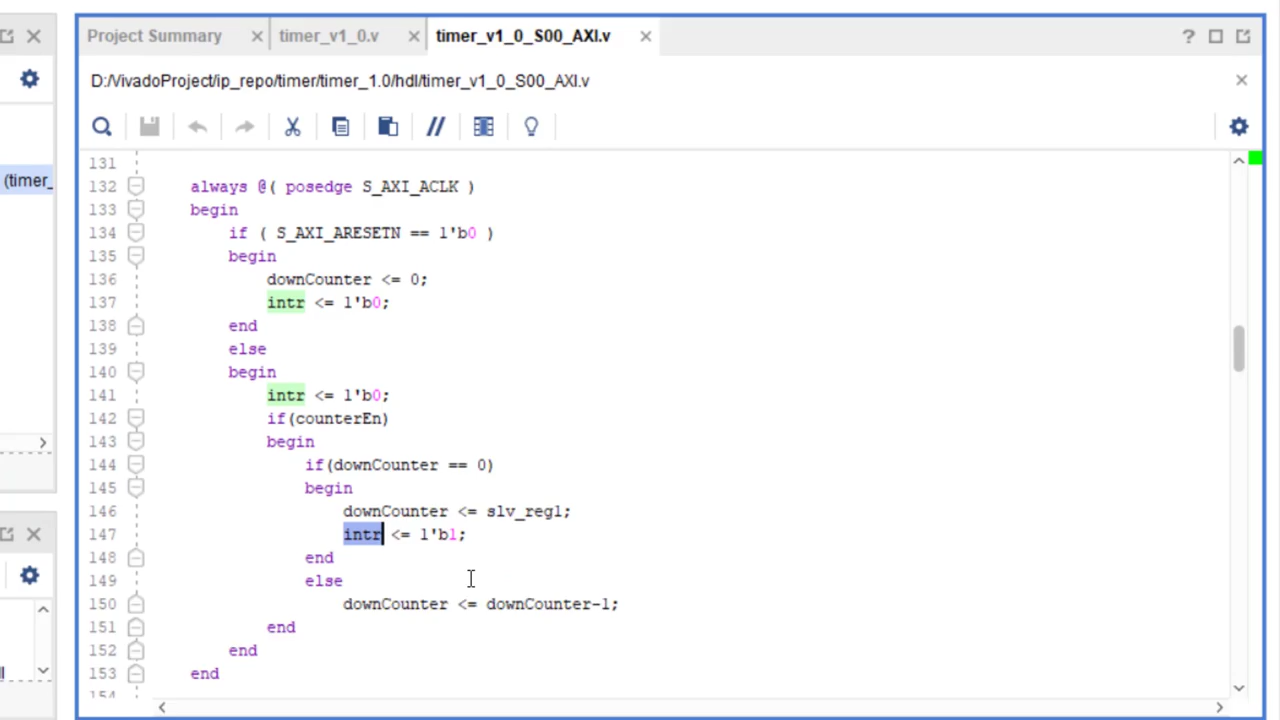 Project Summary timer_v1_0.v timer_v1_0_S00_AXI.v ?
D:/VivadoProject/ip_repo/timer/timer_1.0/hdl/timer_v1_0_S00_AXI.v
(timer_
131
132 always @( posedge S_AXI_ACLK )
133 begin
134 if ( S_AXI_ARESETN == 1'b0 )
135 begin
136 downCounter <= 0;
137 intr <= 1'b0;
138 end
139 else
140 begin
141 intr <= 1'b0;
142 if(counterEn)
143 begin
144 if(downCounter == 0)
145 begin
146 downCounter <= slv_reg1;
147 intr <= 1'b1;
148 end
149 else
150 downCounter <= downCounter-1;
151 end
152 end
153 end
154